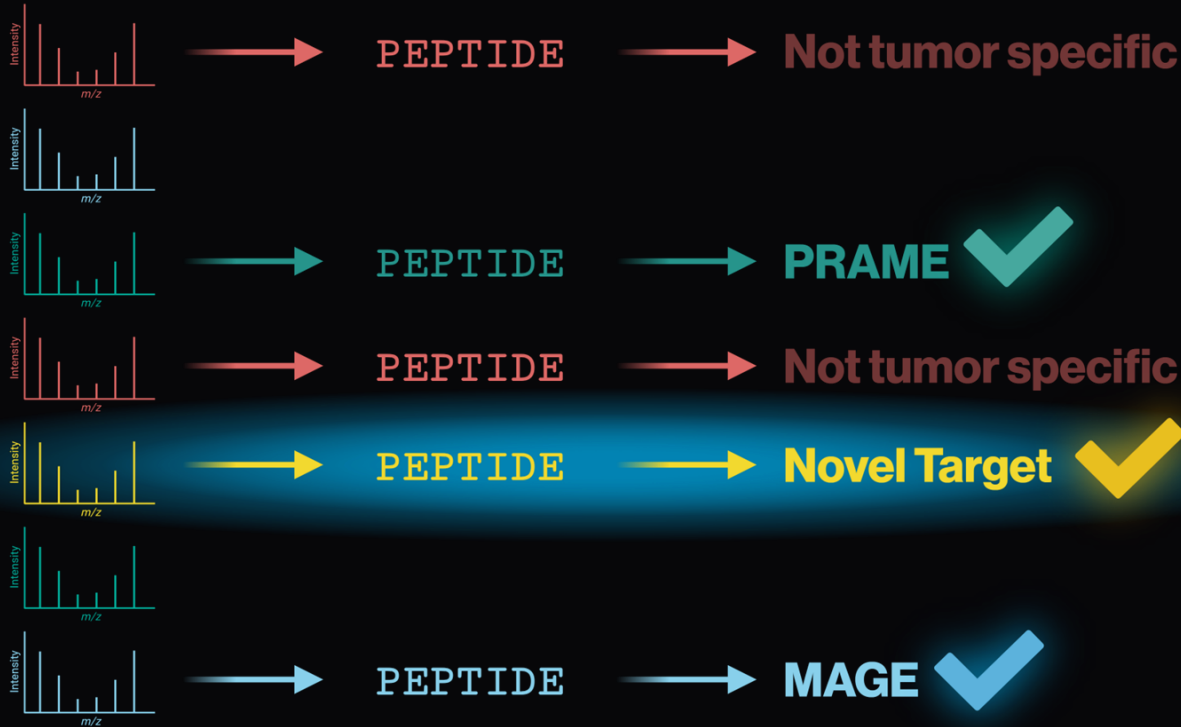 Intensity
m/z
PEPTIDE
Not tumor specific
Intensity
m/z
Intensity
m/z
PEPTIDE
PRAME
Intensity
m/z
PEPTIDE
Not tumor specific
Intensity
m/z
PEPTIDE
Novel Target
Intensity
m/z
Intensity
m/z
PEPTIDE
MAGE